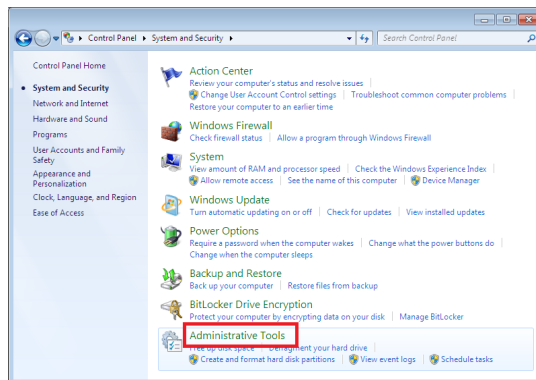 Control Panel ▸ System and Security ▸
Search Control Panel
Control Panel Home
System and Security
Network and Internet
Hardware and Sound
Programs
User Accounts and Family
Safety
Appearance and
Personalization
Clock, Language, and Region
Ease of Access
Action Center
Review your computer's status and resolve issues
Change User Account Control settings
Troubleshoot common computer problems
Restore your computer to an earlier time
Windows Firewall
Check firewall status
Allow a program through Windows Firewall
System
View amount of RAM and processor speed
Check the Windows Experience Index
Allow remote access
See the name of this computer
Device Manager
Windows Update
Turn automatic updating on or off
Check for updates
View installed updates
Power Options
Require a password when the computer wakes
Change what the power buttons do
Change when the computer sleeps
Backup and Restore
Back up your computer
Restore files from backup
BitLocker Drive Encryption
Protect your computer by encrypting data on your disk
Manage BitLocker
Administrative Tools
Free up disk space
Defragment your hard drive
Create and format hard disk partitions
View event logs
Schedule tasks